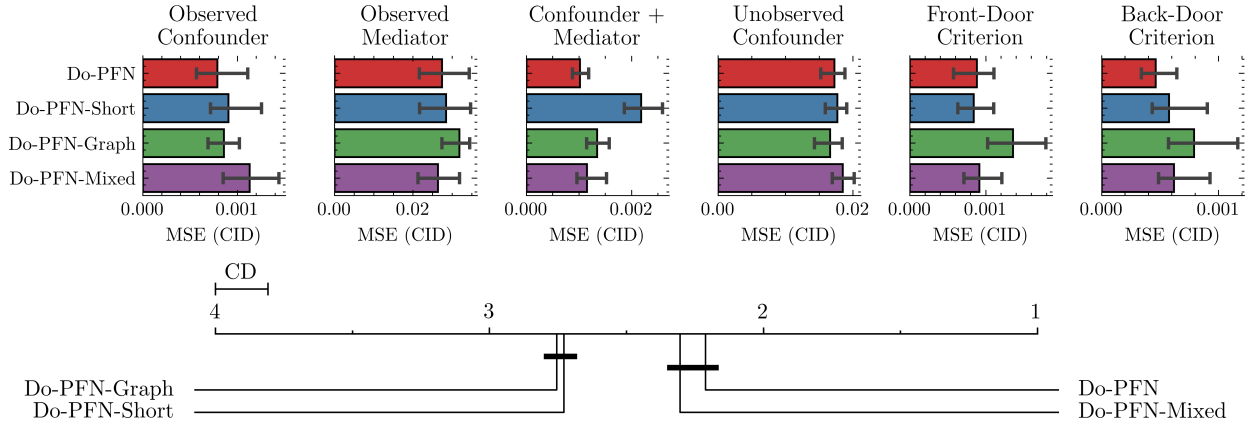 Observed
Confounder
Observed
Mediator
Confounder +
Mediator
Unobserved
Confounder
Front-Door
Criterion
Back-Door
Criterion
Do-PFN
Do-PFN-Short
Do-PFN-Graph
Do-PFN-Mixed
0.000 0.001
0.00 0.02
0.000 0.002
0.00 0.02
0.000 0.001
0.000 0.001
MSE (CID) MSE (CID) MSE (CID) MSE (CID) MSE (CID) MSE (CID)
CD
4 3 2 1
Do-PFN-Graph Do-PFN
Do-PFN-Short Do-PFN-Mixed